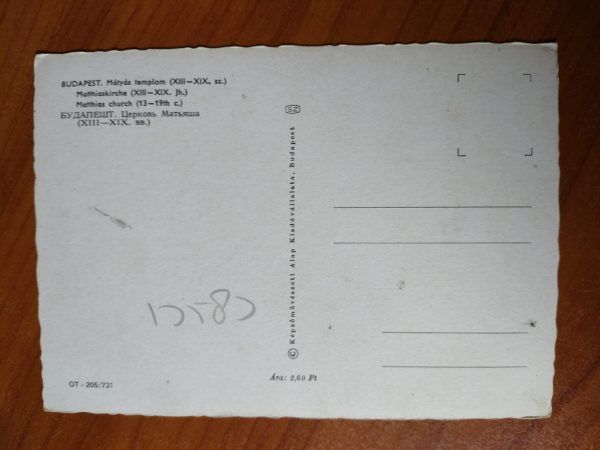 BUDAPEST. Mátyás templom (XIII—XIX. sz.)
Matthiaskirche (XIII—XIX. Jh.)
Matthias church (13—19th c.)
БУДАПЕШТ. Церковь Матьяша
(XIII—XIX. вв.)
SZ
© Képzőművészeti Alap Kiadóvállalata, Budapest
OT - 205/731
Ára: 2,60 Ft